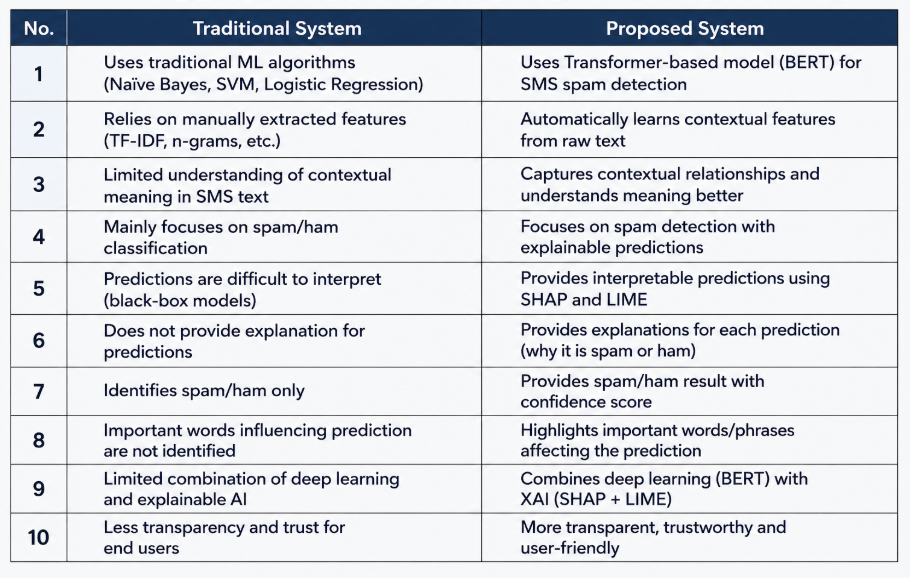 No. Traditional System Proposed System
1
Uses traditional ML algorithms
(Naïve Bayes, SVM, Logistic Regression)
Uses Transformer-based model (BERT) for
SMS spam detection
2
Relies on manually extracted features
(TF-IDF, n-grams, etc.)
Automatically learns contextual features
from raw text
3
Limited understanding of contextual
meaning in SMS text
Captures contextual relationships and
understands meaning better
4
Mainly focuses on spam/ham
classification
Focuses on spam detection with
explainable predictions
5
Predictions are difficult to interpret
(black-box models)
Provides interpretable predictions using
SHAP and LIME
6
Does not provide explanation for
predictions
Provides explanations for each prediction
(why it is spam or ham)
7
Identifies spam/ham only
Provides spam/ham result with
confidence score
8
Important words influencing prediction
are not identified
Highlights important words/phrases
affecting the prediction
9
Limited combination of deep learning
and explainable AI
Combines deep learning (BERT) with
XAI (SHAP + LIME)
10
Less transparency and trust for
end users
More transparent, trustworthy and
user-friendly